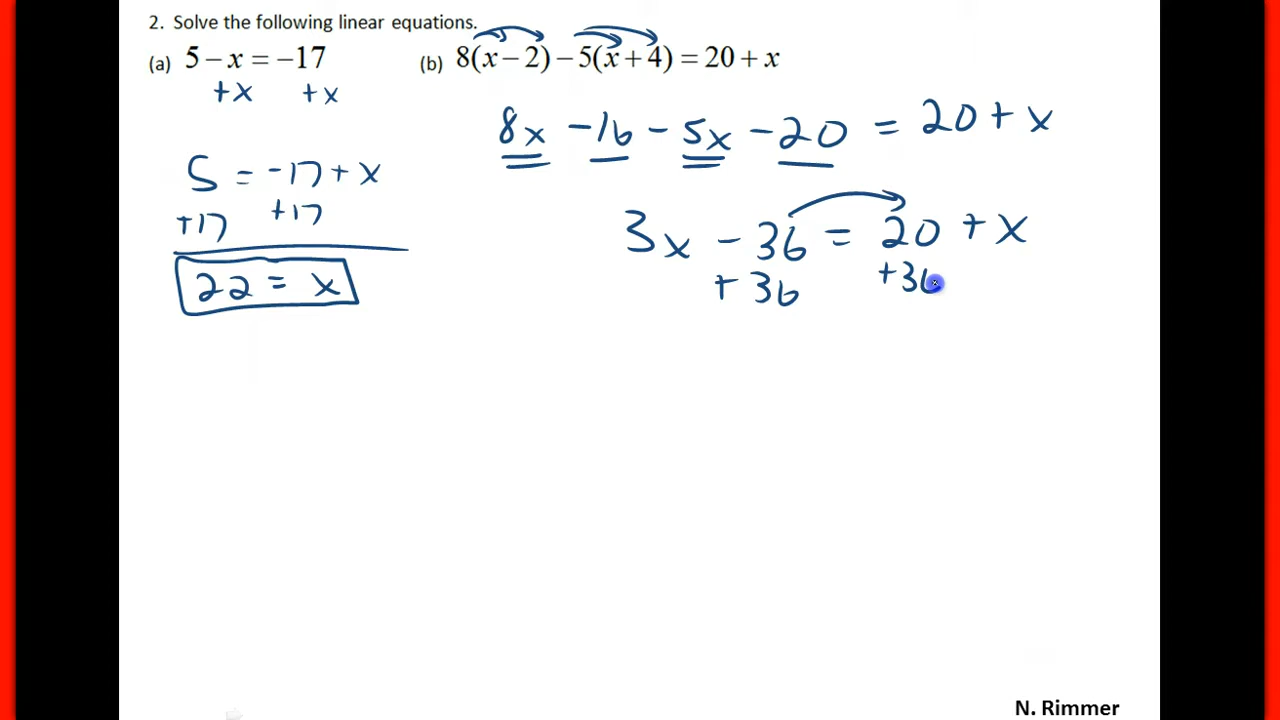 2. Solve the following linear equations.
(a) 5 − x = −17
+x +x
5 = -17 + x
+17 +17
22 = x
(b) 8(x − 2) − 5(x + 4) = 20 + x
8x - 16 - 5x - 20 = 20 + x
3x - 36 = 20 + x
+ 36 +36
N. Rimmer